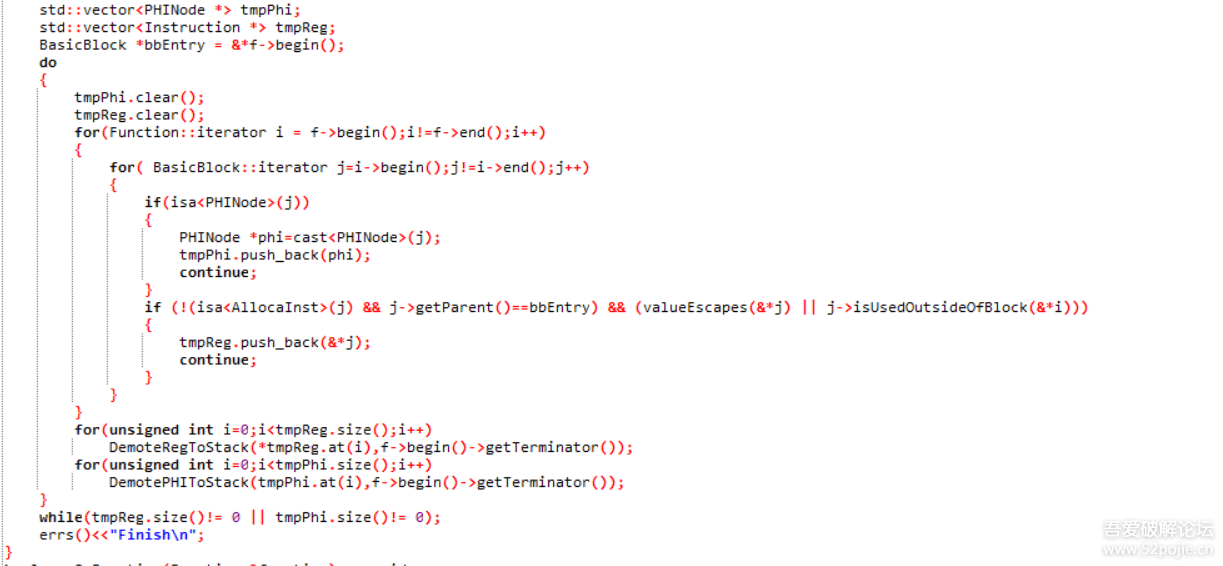 std::vector<PHINode *> tmpPhi;
std::vector<Instruction *> tmpReg;
BasicBlock *bbEntry = &*f->begin();
do
{
tmpPhi.clear();
tmpReg.clear();
for(Function::iterator i = f->begin();i!=f->end();i++)
{
for( BasicBlock::iterator j=i->begin();j!=i->end();j++)
{
if(isa<PHINode>(j))
{
PHINode *phi=cast<PHINode>(j);
tmpPhi.push_back(phi);
continue;
}
if (!(isa<AllocaInst>(j) && j->getParent()==bbEntry) && (valueEscapes(&*j) || j->isUsedOutsideOfBlock(&*i)))
{
tmpReg.push_back(&*j);
continue;
}
}
}
for(unsigned int i=0;i<tmpReg.size();i++)
DemoteRegToStack(*tmpReg.at(i),f->begin()->getTerminator());
for(unsigned int i=0;i<tmpPhi.size();i++)
DemotePHIToStack(tmpPhi.at(i),f->begin()->getTerminator());
}
while(tmpReg.size()!= 0 || tmpPhi.size()!= 0);
errs()<<"Finish\n";
}
吾爱破解论坛
www.52pojie.cn